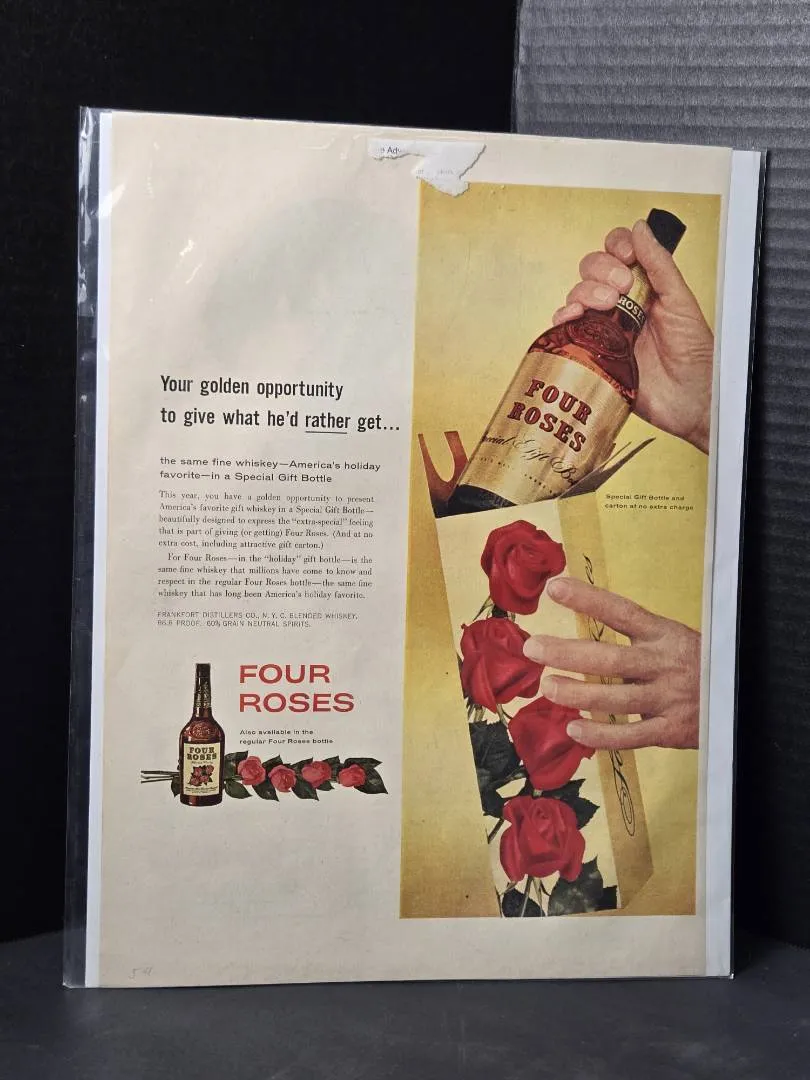 Adv
Your golden opportunity
to give what he'd rather get...
the same fine whiskey—America's holiday
favorite—in a Special Gift Bottle
This year, you have a golden opportunity to present
America's favorite gift whiskey in a Special Gift Bottle—
beautifully designed to express the "extra-special" feeling
that is part of giving (or getting) Four Roses. (And at no
extra cost, including attractive gift carton.)
For Four Roses—in the "holiday" gift bottle—is the
same fine whiskey that millions have come to know and
respect in the regular Four Roses bottle—the same fine
whiskey that has long been America's holiday favorite.
FRANKFORT DISTILLERS CO., N. Y. C. BLENDED WHISKEY.
86.8 PROOF. 60% GRAIN NEUTRAL SPIRITS.
FOUR
ROSES
Also available in the
regular Four Roses bottle
FOUR
ROSES
ROSES
FOUR
ROSES
Special Gift Bottle and
carton at no extra charge